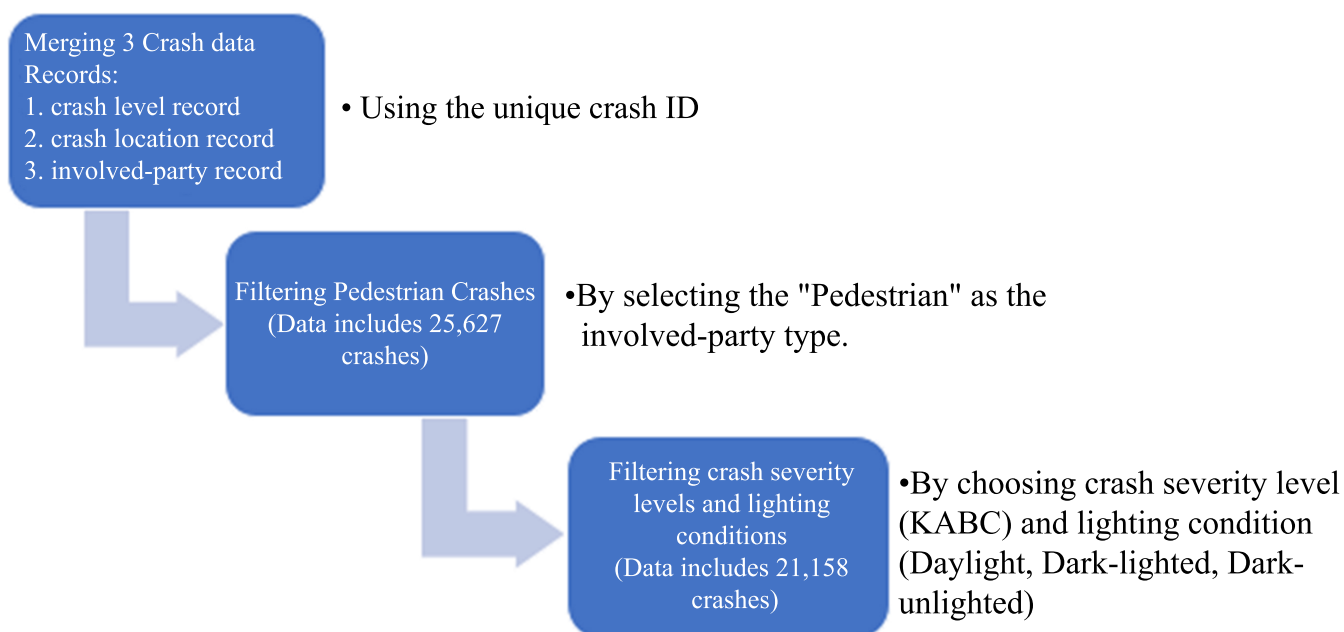 Merging 3 Crash data
Records:
1. crash level record
2. crash location record
3. involved-party record
• Using the unique crash ID
Filtering Pedestrian Crashes
(Data includes 25,627
crashes)
•By selecting the "Pedestrian" as the
involved-party type.
Filtering crash severity
levels and lighting
conditions
(Data includes 21,158
crashes)
•By choosing crash severity level
(KABC) and lighting condition
(Daylight, Dark-lighted, Dark-
unlighted)